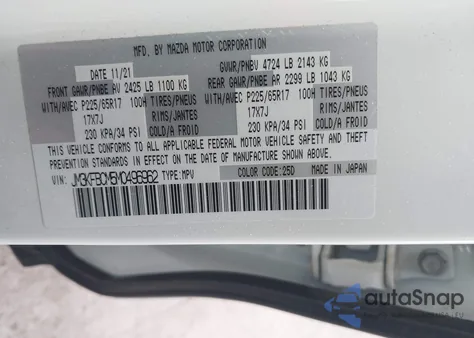 MFD. BY MAZDA MOTOR CORPORATION
DATE 11/21 GVWR/PNBV 4724 LB 2143 KG
FRONT GAWR/PNBE AV 2425 LB 1100 KG REAR GAWR/PNBE AR 2299 LB 1043 KG
WITH/AVEC P225/65R17 100H TIRES/PNEUS WITH/AVEC P225/65R17 100H TIRES/PNEUS
17X7J RIMS/JANTES 17X7J RIMS/JANTES
230 KPA/34 PSI COLD/A FROID 230 KPA/34 PSI COLD/A FROID
THIS VEHICLE CONFORMS TO ALL APPLICABLE FEDERAL MOTOR VEHICLE SAFETY AND THEFT
PREVENTION STANDARDS IN EFFECT ON THE DATE OF MANUFACTURE SHOWN ABOVE.
VIN: JM3KFBCM5M0496962 TYPE: MPV COLOR CODE: 25D MADE IN JAPAN
autoSnap